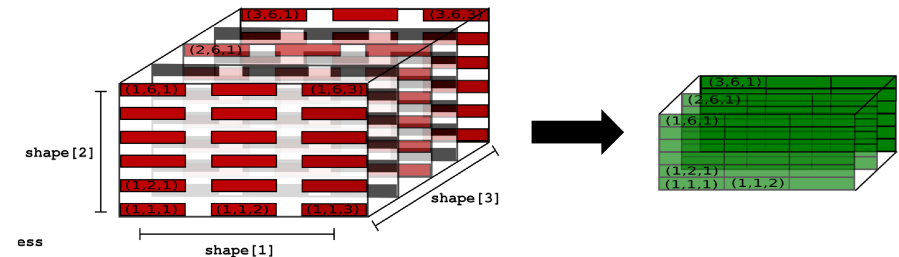 (3,6,1) (3,6,3)
(2,6,1)
(1,6,1) (1,6,3)
shape[2]
(1,2,1)
(1,1,1) (1,1,2) (1,1,3)
shape[3]
shape[1]
ess
(3,6,1)
(2,6,1)
(1,6,1)
(1,2,1)
(1,1,1) (1,1,2)